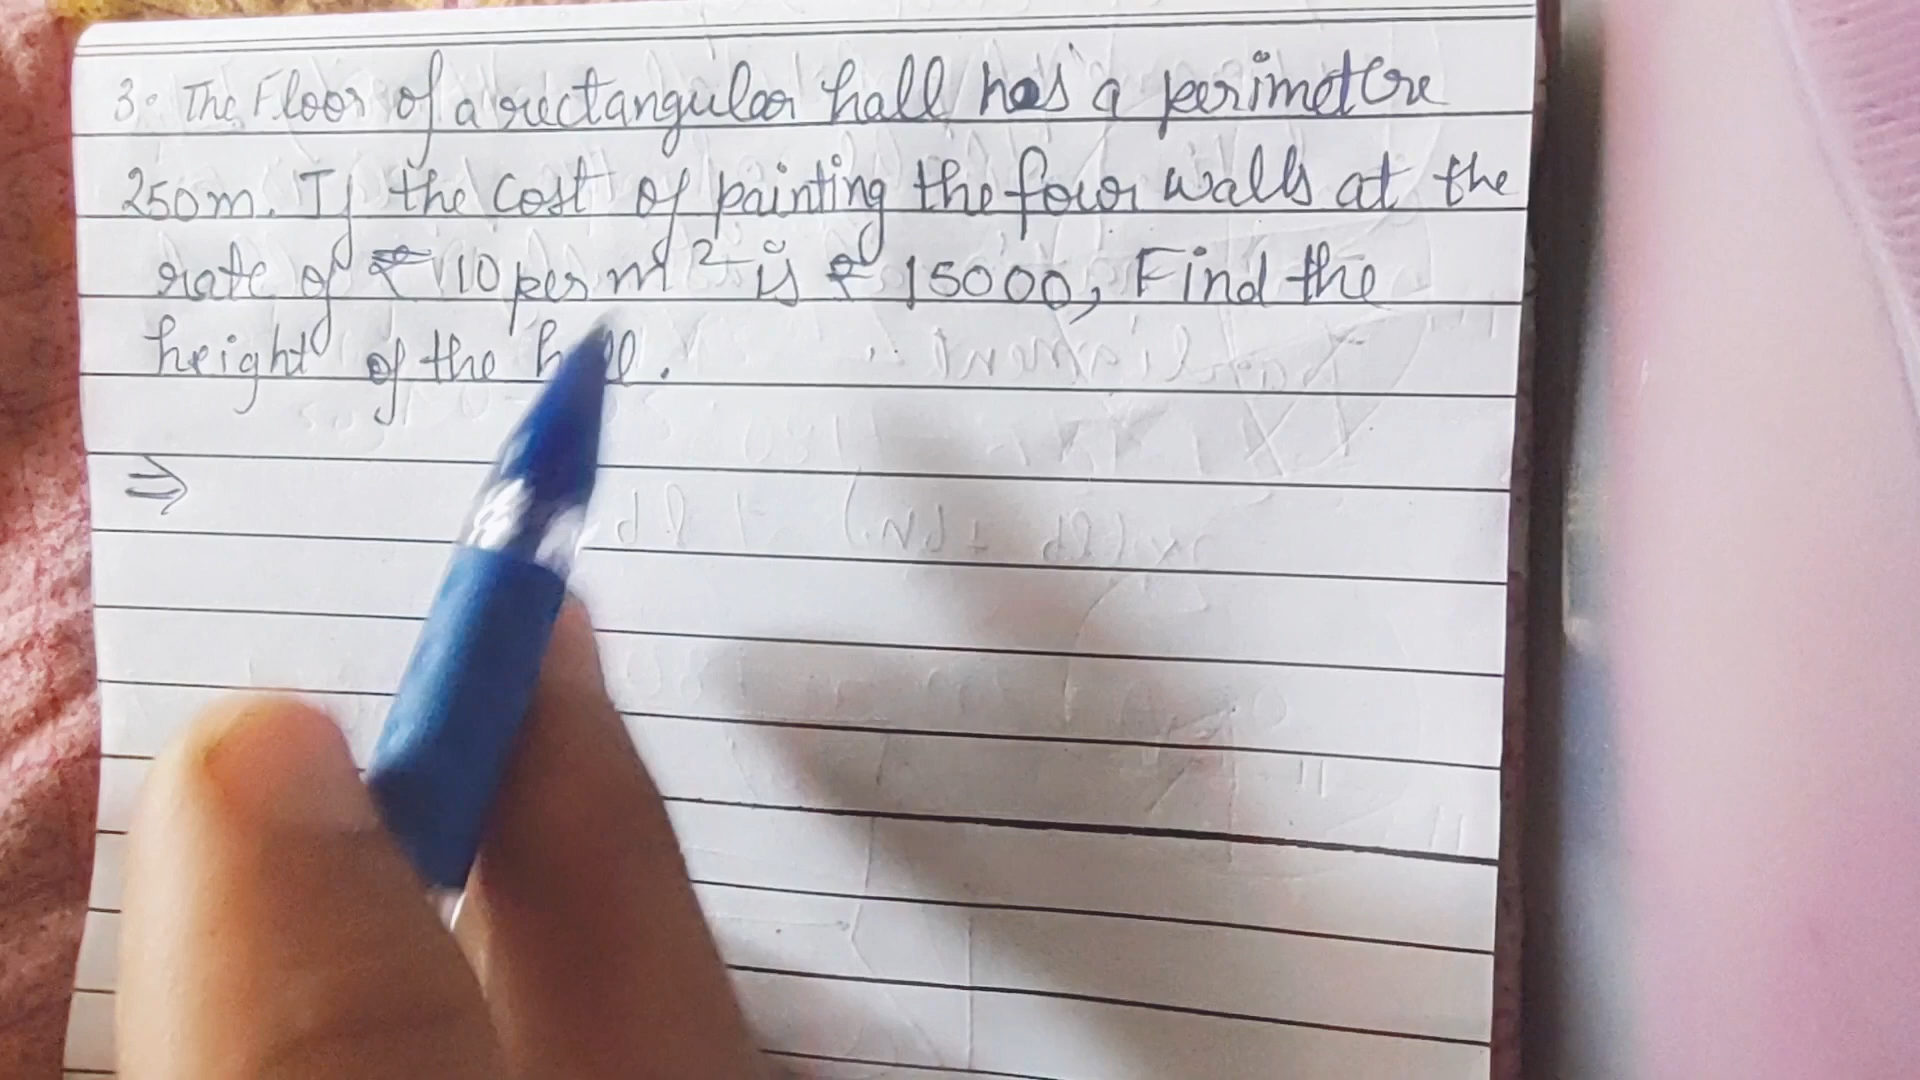 3. The Floor of a rectangular hall has a perimetre
250m. If the cost of painting the four walls at the
rate of ₹ 10 per m² is ₹ 15000, Find the
height of the hall.
⇒